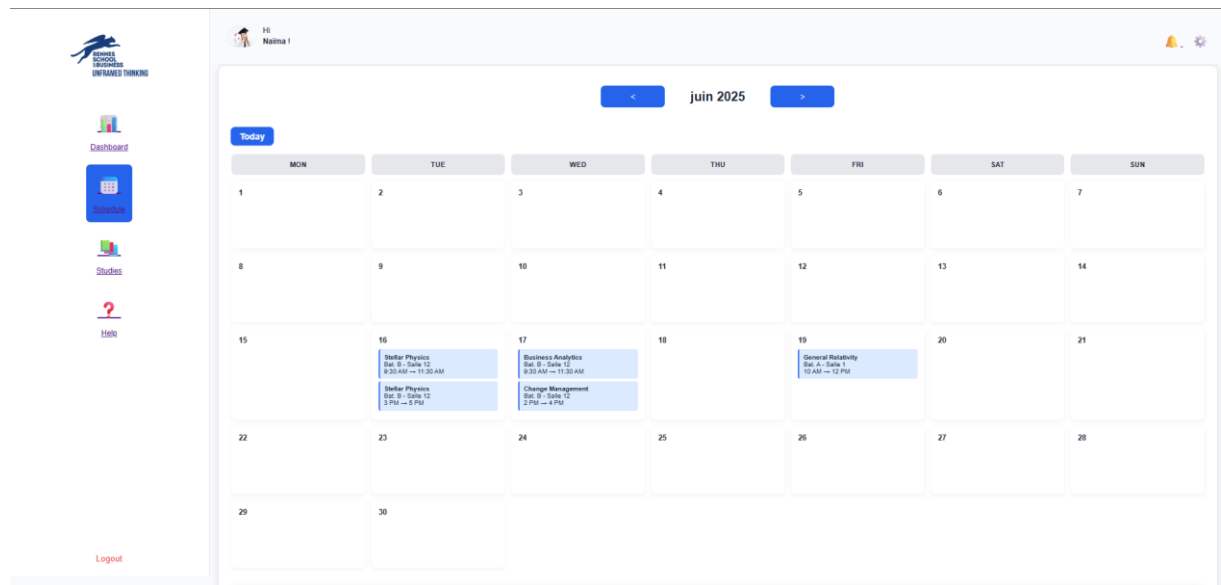 RENNES
SCHOOL
OF BUSINESS
UNFRAMED THINKING
Hi
Naima !
Dashboard
Schedule
Studies
Help
Logout
<
juin 2025
>
Today
MON TUE WED THU FRI SAT SUN
1 2 3 4 5 6 7
8 9 10 11 12 13 14
15 16 17 18 19 20 21
Stellar Physics
Bat. B - Salle 12
9:30 AM → 11:30 AM
Stellar Physics
Bat. B - Salle 12
3 PM → 5 PM
Business Analytics
Bat. B - Salle 12
9:30 AM → 11:30 AM
Change Management
Bat. B - Salle 12
2 PM → 4 PM
General Relativity
Bat. A - Salle 1
10 AM → 12 PM
22 23 24 25 26 27 28
29 30